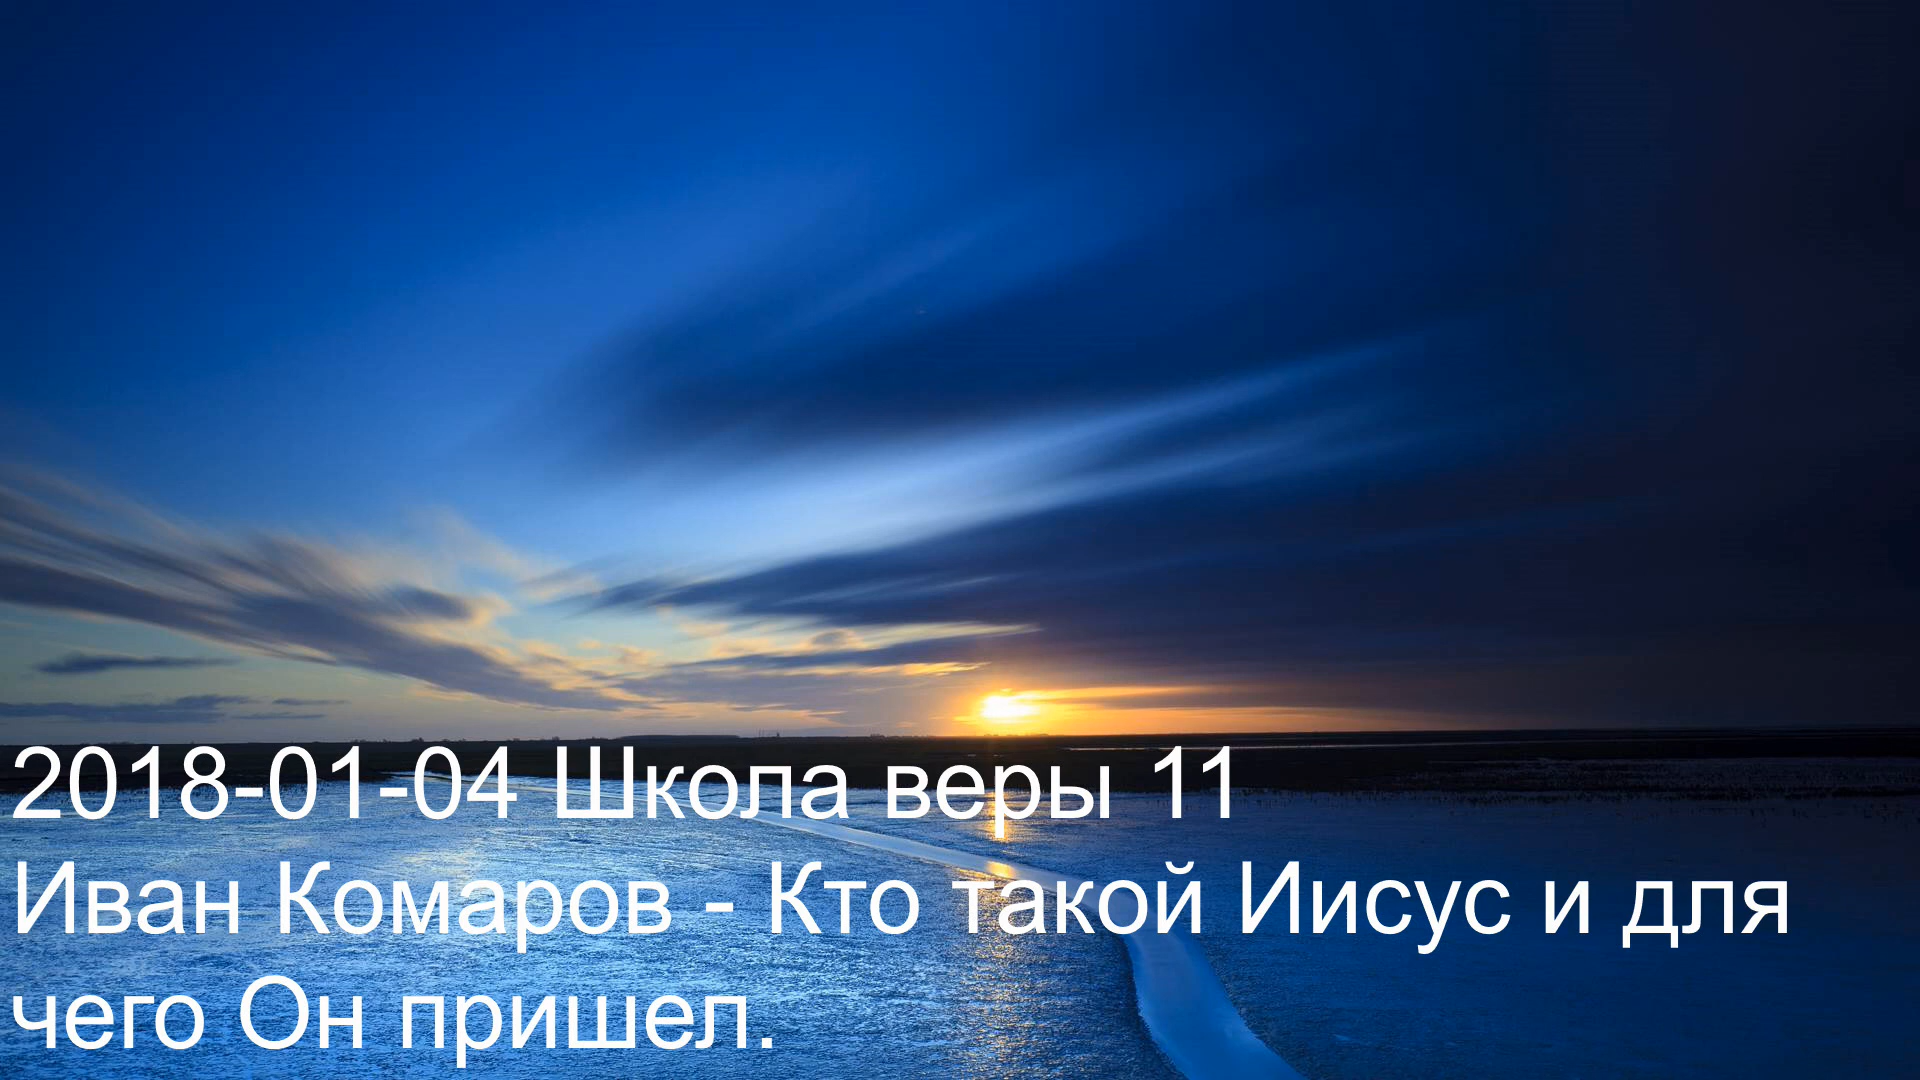 2018-01-04 Школа веры 11
Иван Комаров - Кто такой Иисус и для
чего Он пришел.